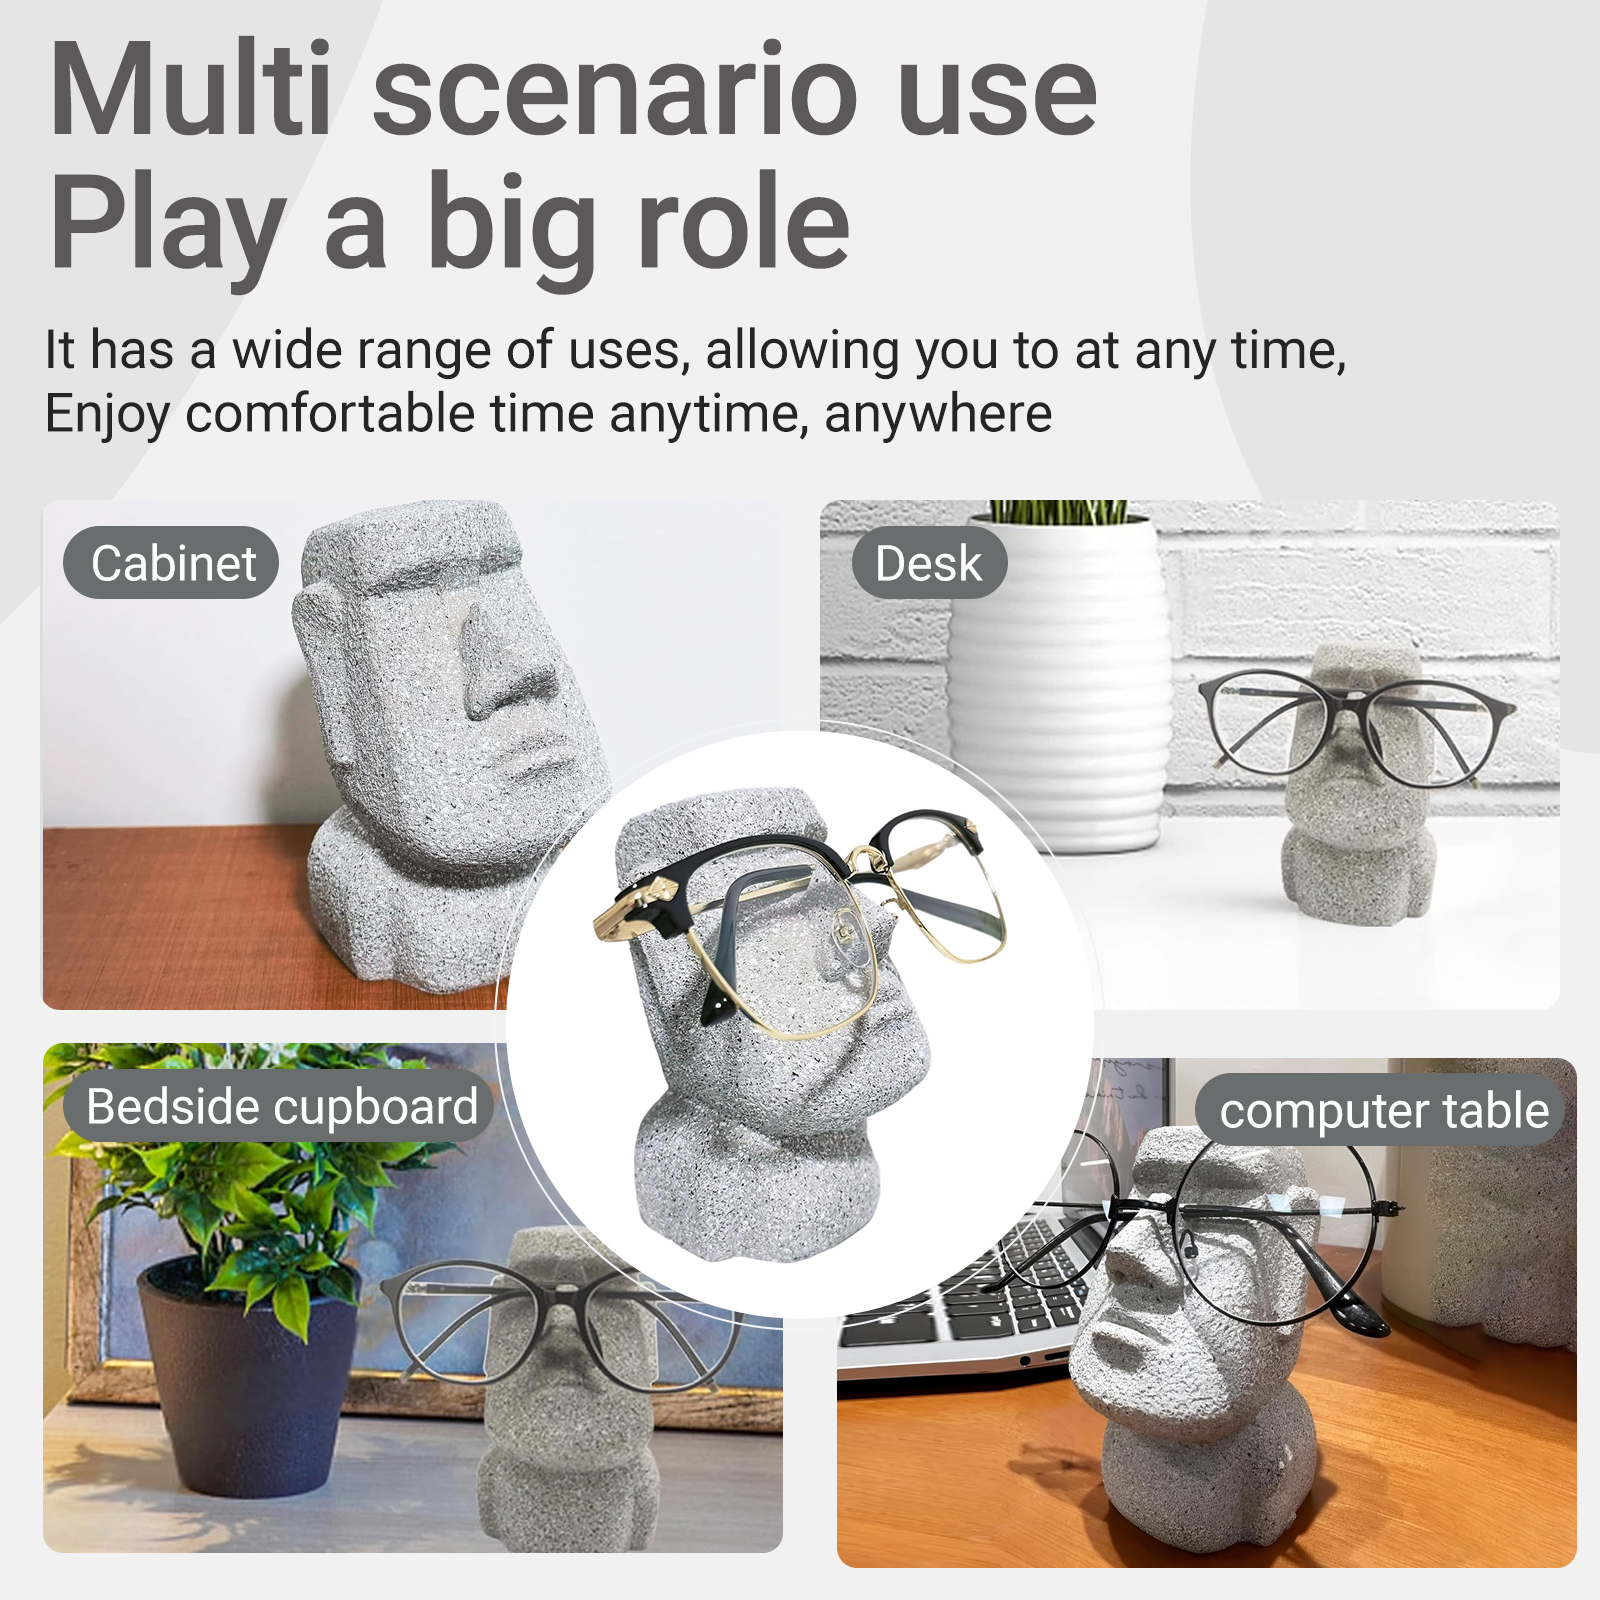 Multi scenario use
Play a big role
It has a wide range of uses, allowing you to at any time,
Enjoy comfortable time anytime, anywhere
Cabinet
Desk
Bedside cupboard
computer table